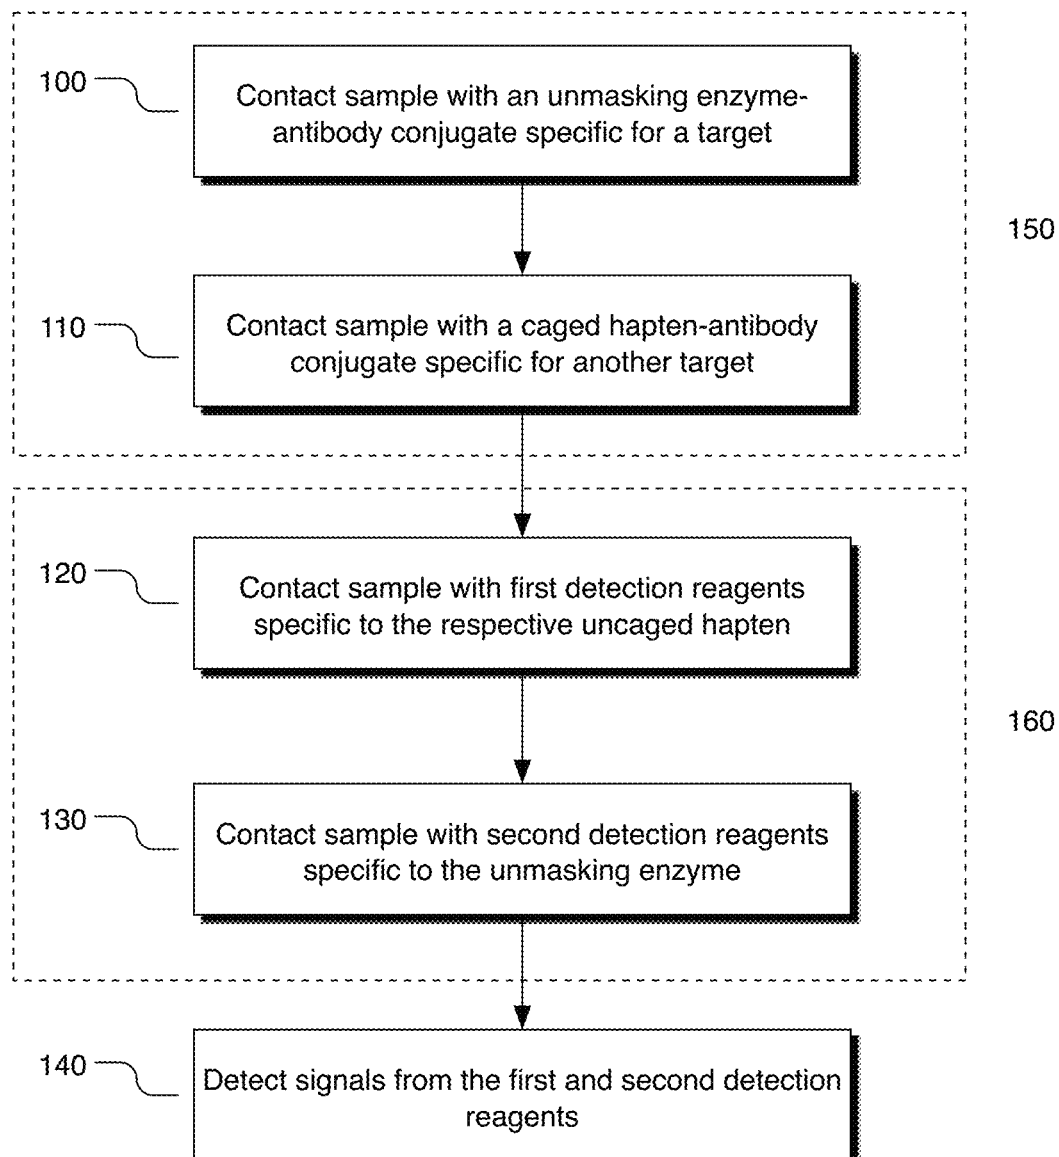 100
Contact sample with an unmasking enzyme-
antibody conjugate specific for a target
150
110
Contact sample with a caged hapten-antibody
conjugate specific for another target
120
Contact sample with first detection reagents
specific to the respective uncaged hapten
160
130
Contact sample with second detection reagents
specific to the unmasking enzyme
140
Detect signals from the first and second detection
reagents